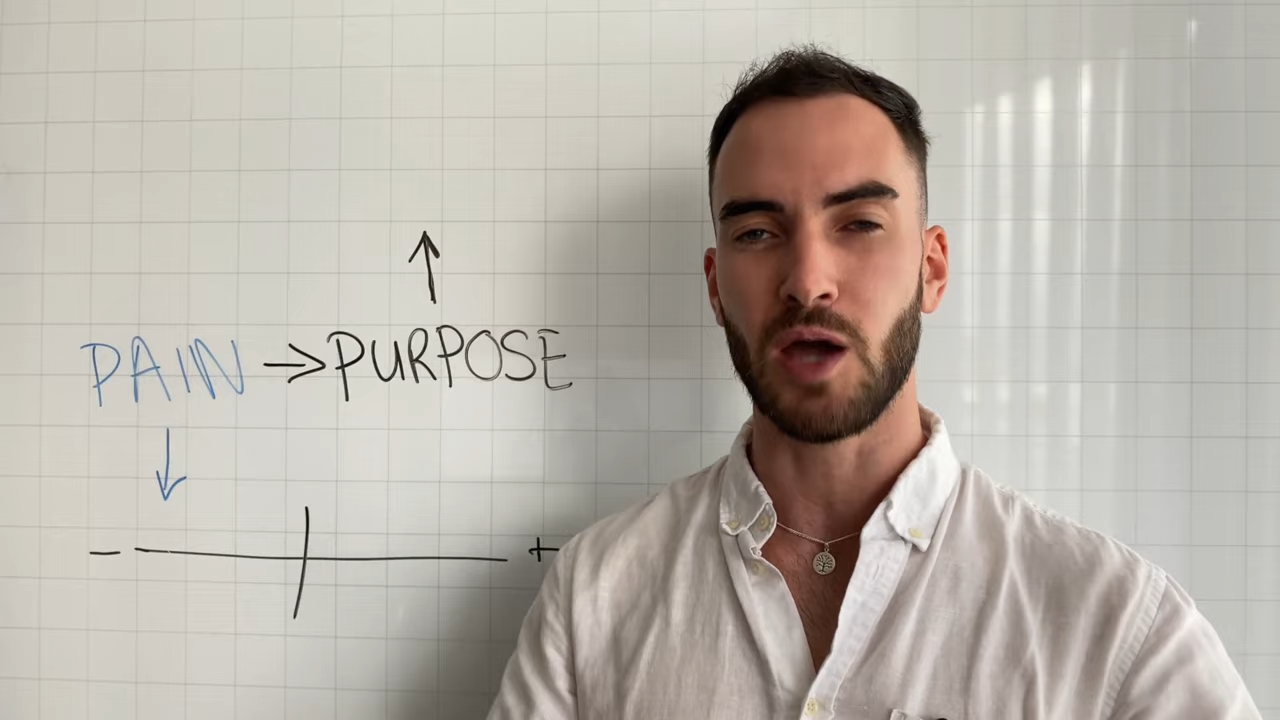 PAIN → PURPOSE
- +